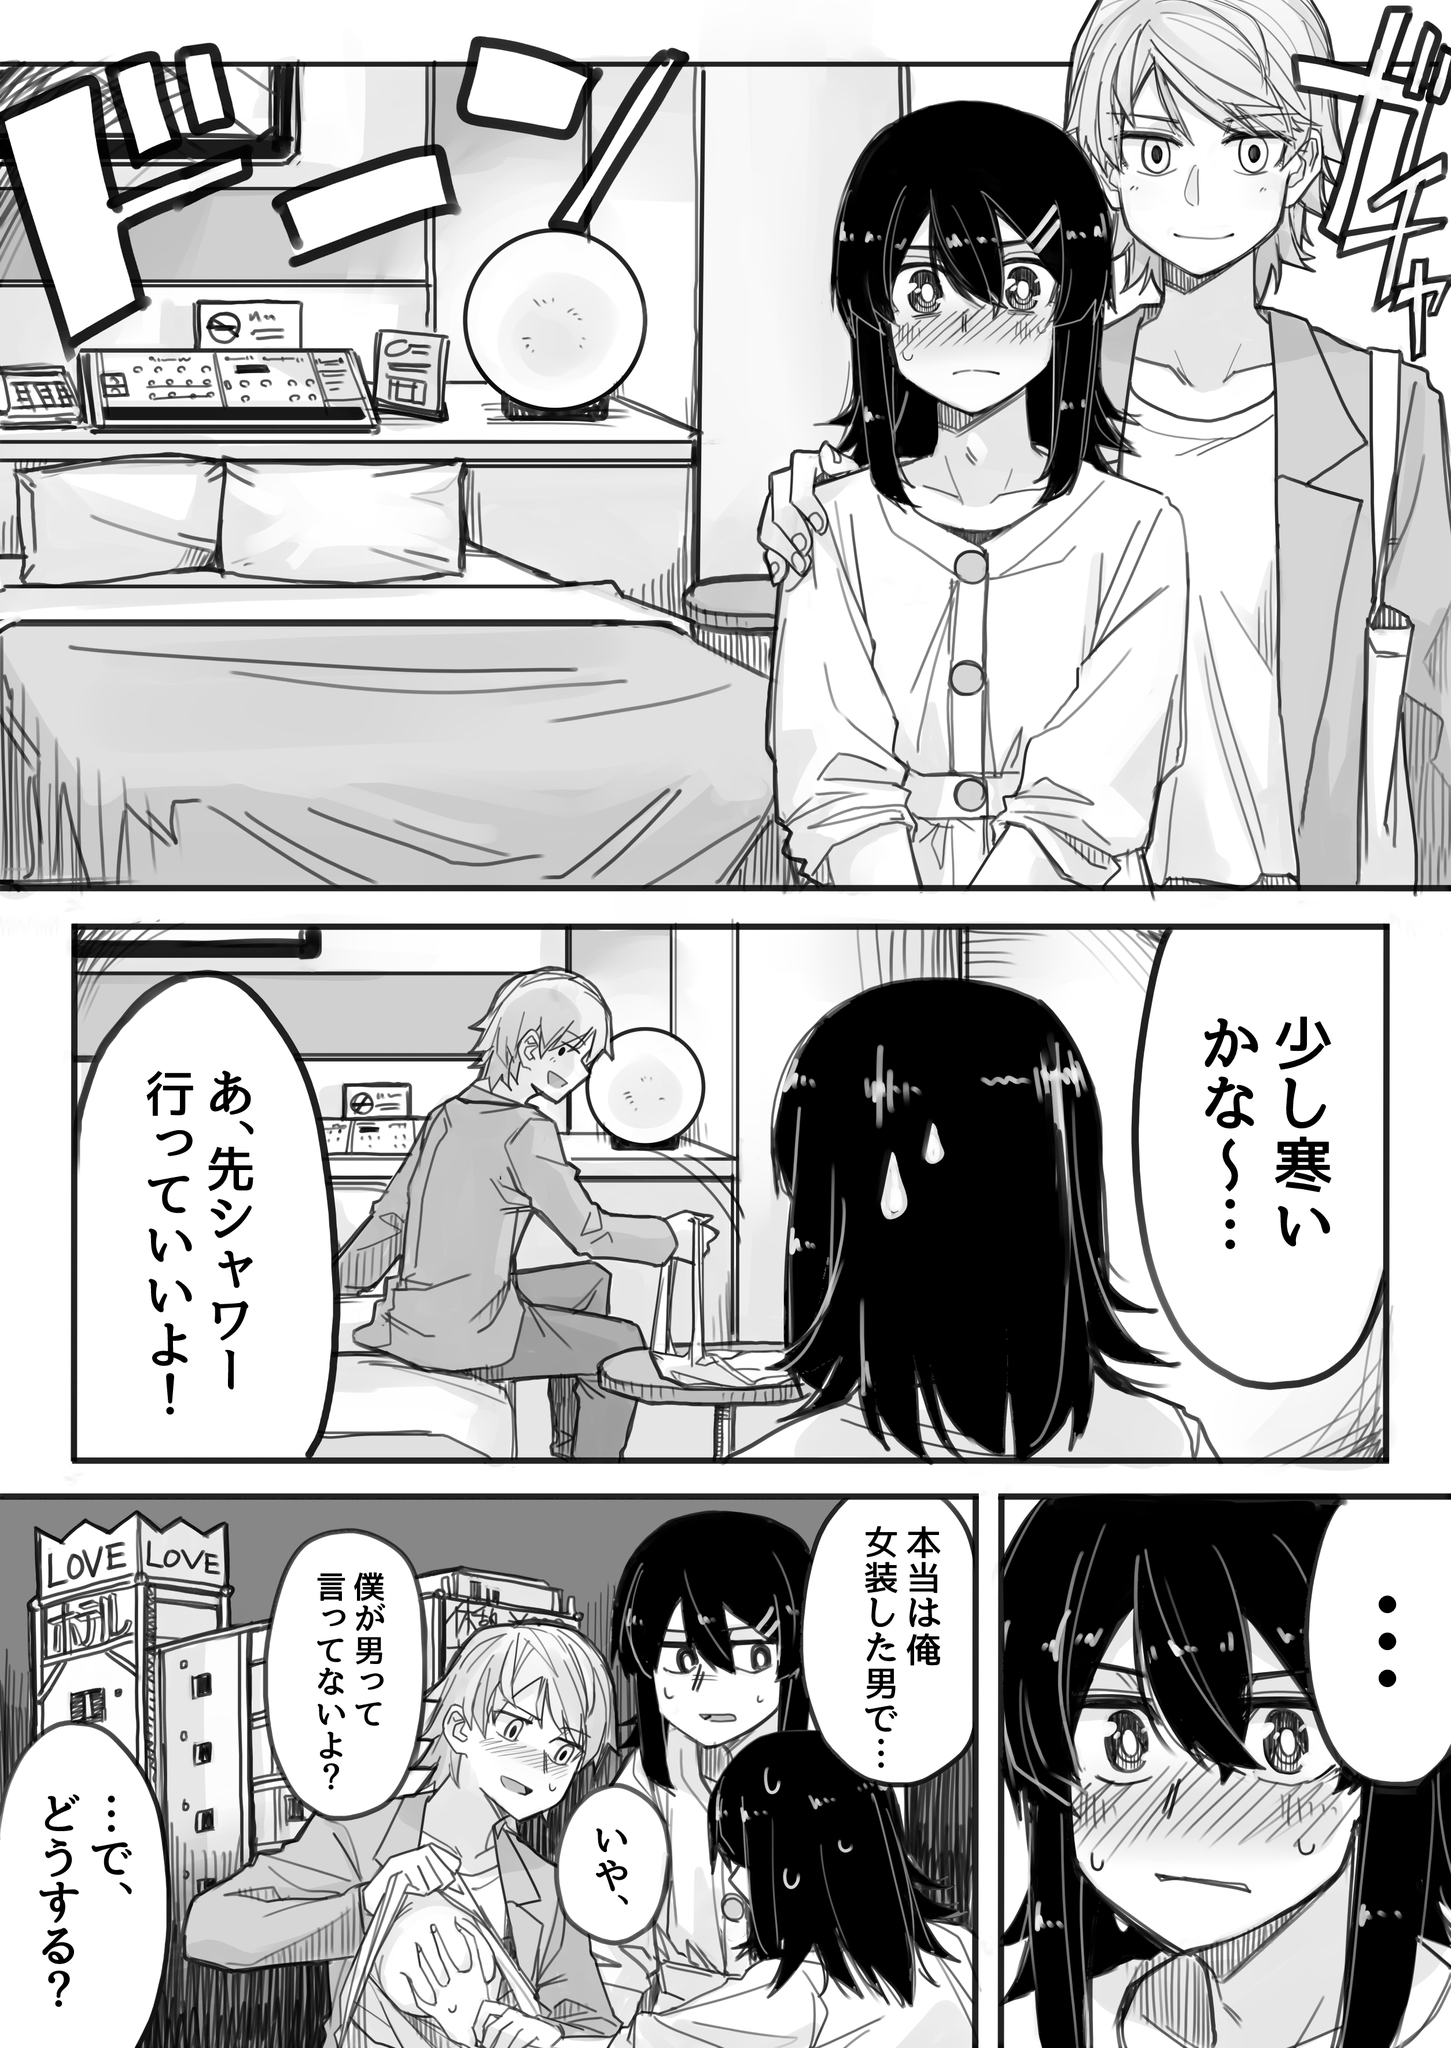 ガチャ
ドーーン
少し寒い
かな～…
あ、先シャワー
行っていいよ！
…
本当は俺
女装した男で…
いや、
僕が男って
言ってないよ？
LOVE
LOVE
ホテル
…で、
どうする？